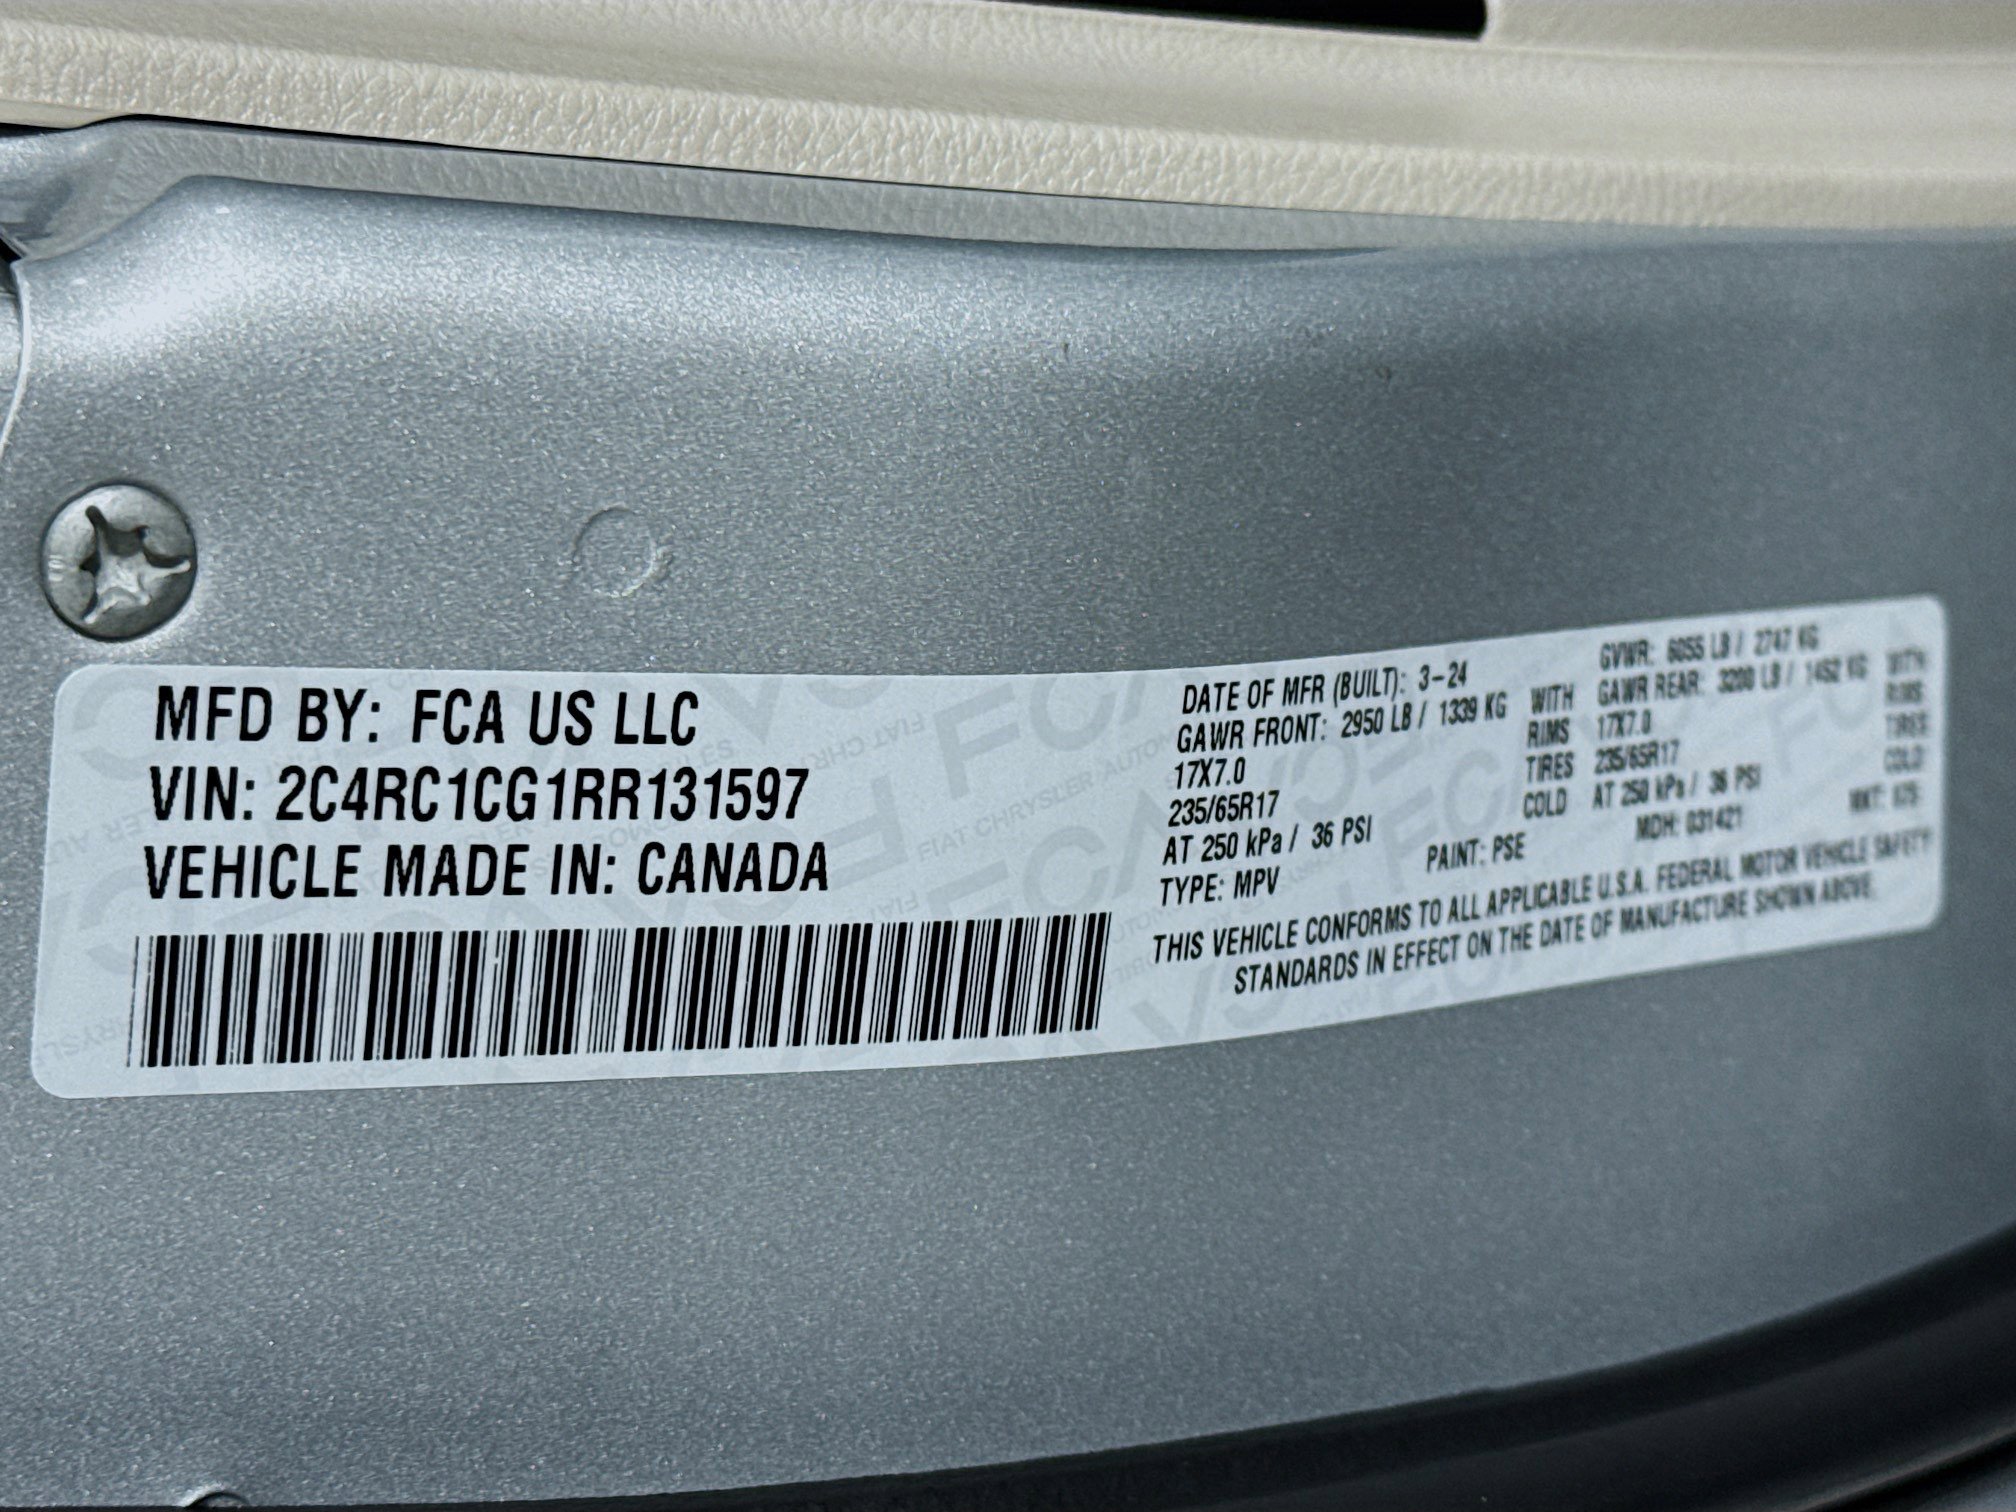 MFD BY: FCA US LLC
VIN: 2C4RC1CG1RR131597
VEHICLE MADE IN: CANADA
DATE OF MFR (BUILT): 3-24
GVWR: 6055 LB / 2747 KG
GAWR FRONT: 2950 LB / 1339 KG WITH
GAWR REAR: 3200 LB / 1452 KG WITH
17X7.0 RIMS
17X7.0 RIMS
235/65R17 TIRES
235/65R17 TIRES
AT 250 kPa / 36 PSI COLD
AT 250 kPa / 36 PSI COLD
TYPE: MPV
PAINT: PSE
MDH: 031421
THIS VEHICLE CONFORMS TO ALL APPLICABLE U.S.A. FEDERAL MOTOR VEHICLE SAFETY
STANDARDS IN EFFECT ON THE DATE OF MANUFACTURE SHOWN ABOVE.